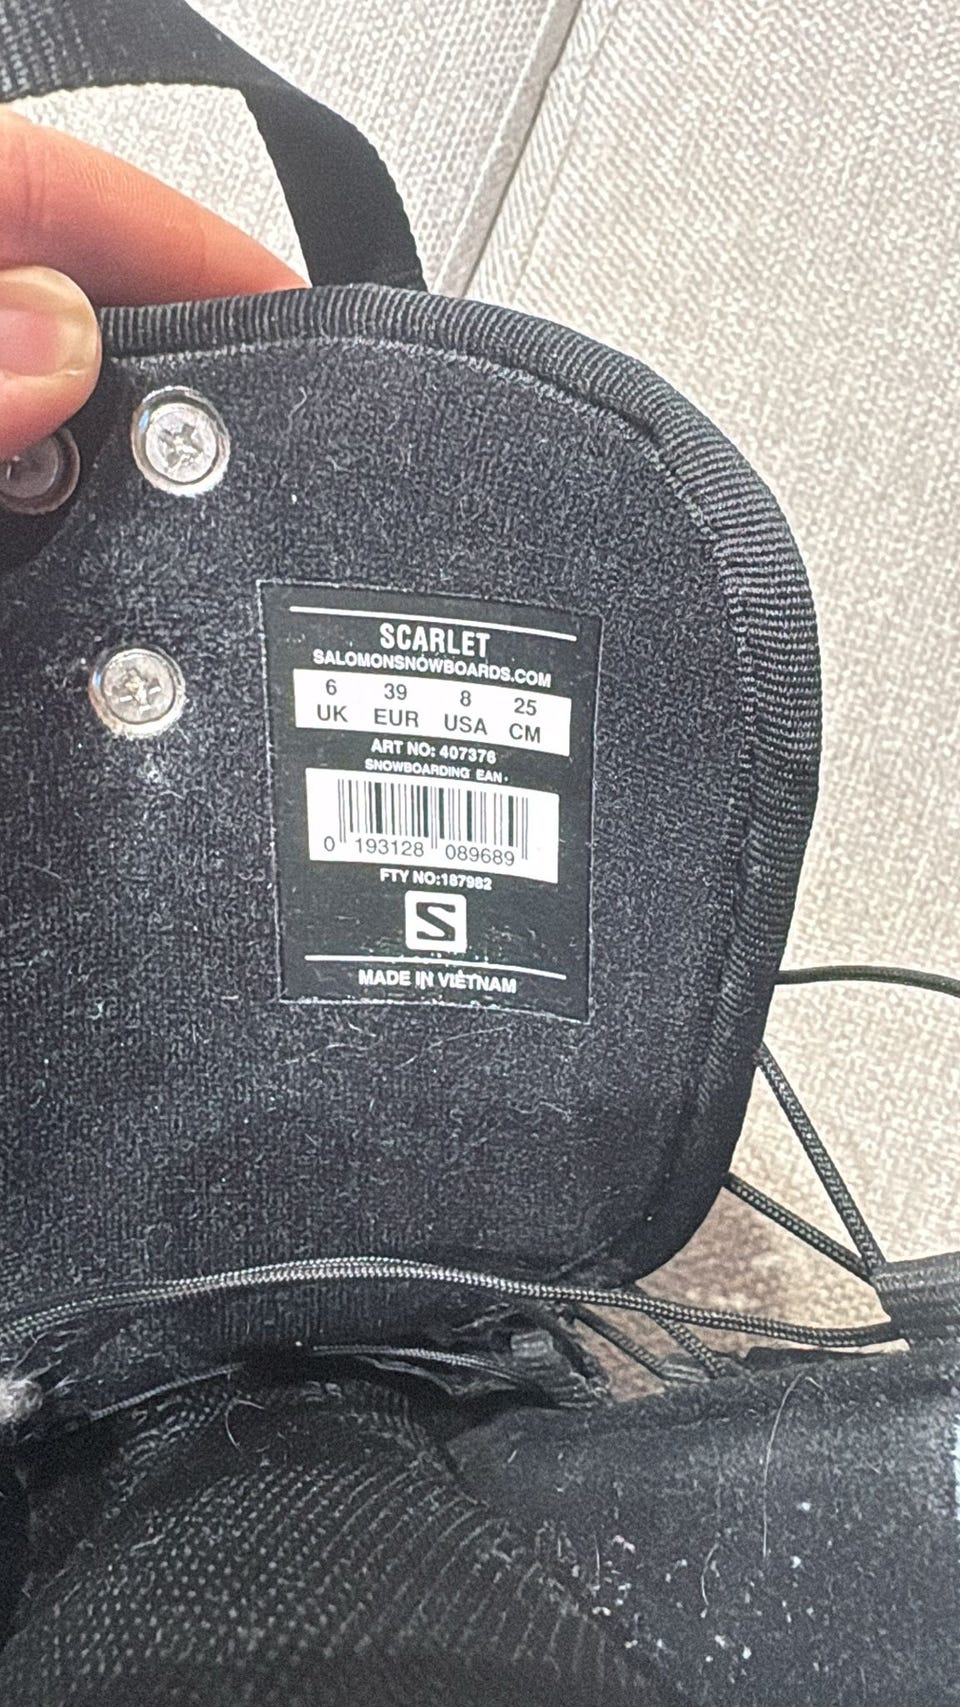 SCARLET
SALOMONSNOWBOARDS.COM
6 39 8 25
UK EUR USA CM
ART NO: 407376
SNOWBOARDING EAN
0 193128 089689
FTY NO:187982
S
MADE IN VIETNAM